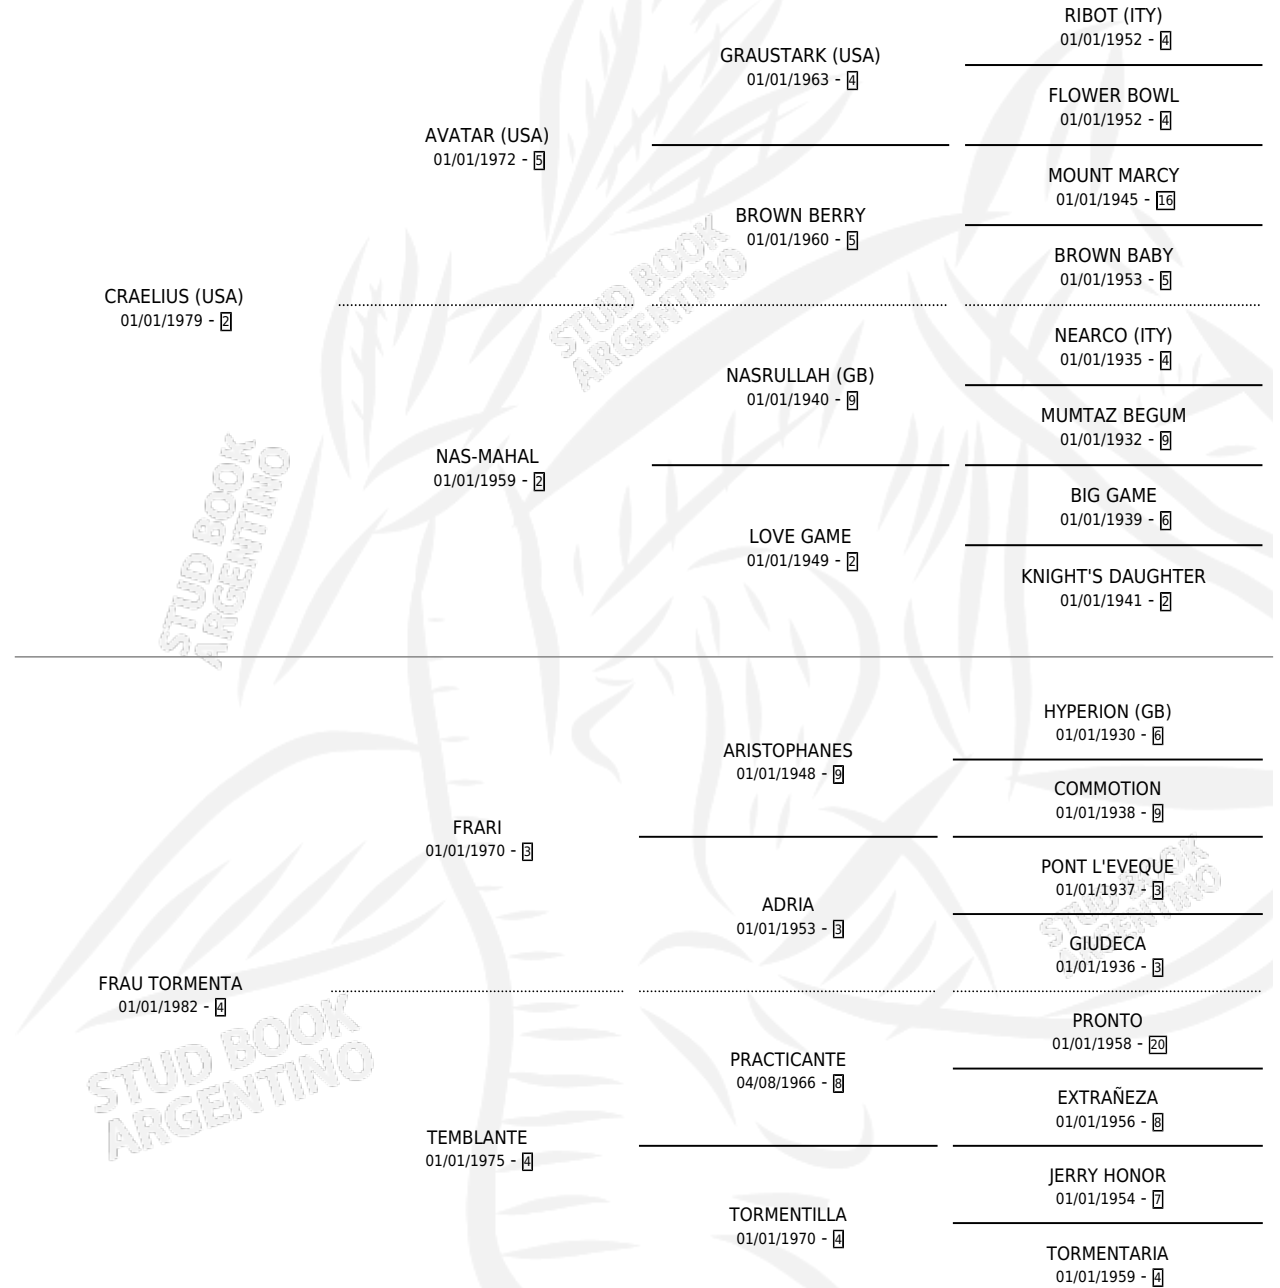 RIBOT (ITY)
01/01/1952 - 4
GRAUSTARK (USA)
01/01/1963 - 4
FLOWER BOWL
01/01/1952 - 4
AVATAR (USA)
01/01/1972 - 5
MOUNT MARCY
01/01/1945 - 16
BROWN BERRY
01/01/1960 - 5
BROWN BABY
01/01/1953 - 5
CRAELIUS (USA)
01/01/1979 - 2
NEARCO (ITY)
01/01/1935 - 4
NASRULLAH (GB)
01/01/1940 - 9
MUMTAZ BEGUM
01/01/1932 - 9
NAS-MAHAL
01/01/1959 - 2
BIG GAME
01/01/1939 - 6
LOVE GAME
01/01/1949 - 2
KNIGHT'S DAUGHTER
01/01/1941 - 2
HYPERION (GB)
01/01/1930 - 6
ARISTOPHANES
01/01/1948 - 9
COMMOTION
01/01/1938 - 9
FRARI
01/01/1970 - 3
PONT L'EVEQUE
01/01/1937 - 3
ADRIA
01/01/1953 - 3
GIUDECA
01/01/1936 - 3
FRAU TORMENTA
01/01/1982 - 4
PRONTO
01/01/1958 - 20
PRACTICANTE
04/08/1966 - 8
EXTRAÑEZA
01/01/1956 - 8
TEMBLANTE
01/01/1975 - 4
JERRY HONOR
01/01/1954 - 7
TORMENTILLA
01/01/1970 - 4
TORMENTARIA
01/01/1959 - 4
STUD BOOK
ARGENTINO
STUD BOOK
ARGENTINO
STUD BOOK
ARGENTINO
STUD BOOK
ARGENTINO